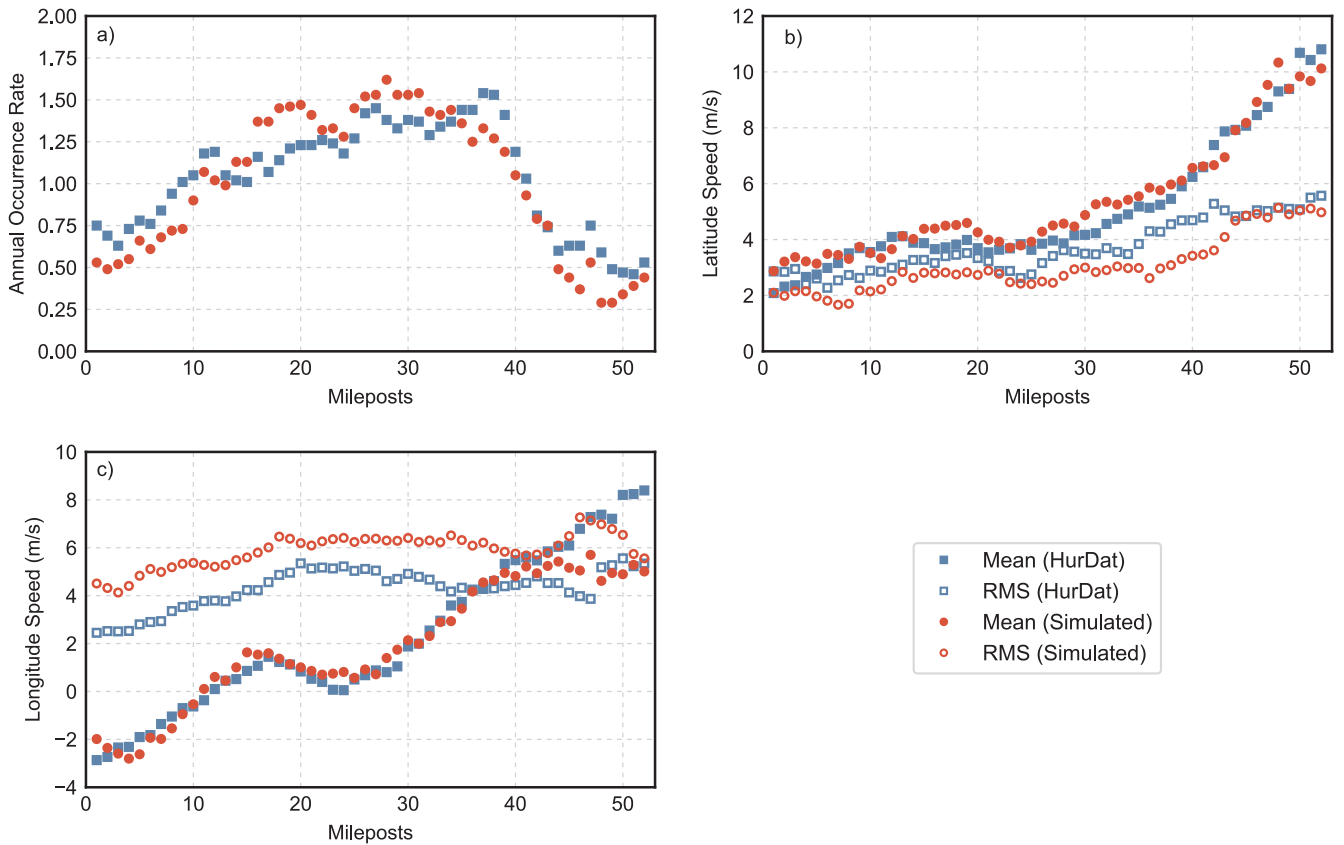 a)
2.00
1.75
1.50
1.25
1.00
0.75
0.50
0.25
0.00
Annual Occurrence Rate
0 10 20 30 40 50
Mileposts
b)
12
10
8
6
4
2
0
Latitude Speed (m/s)
0 10 20 30 40 50
Mileposts
c)
10
8
6
4
2
0
−2
−4
Longitude Speed (m/s)
0 10 20 30 40 50
Mileposts
Mean (HurDat)
RMS (HurDat)
Mean (Simulated)
RMS (Simulated)